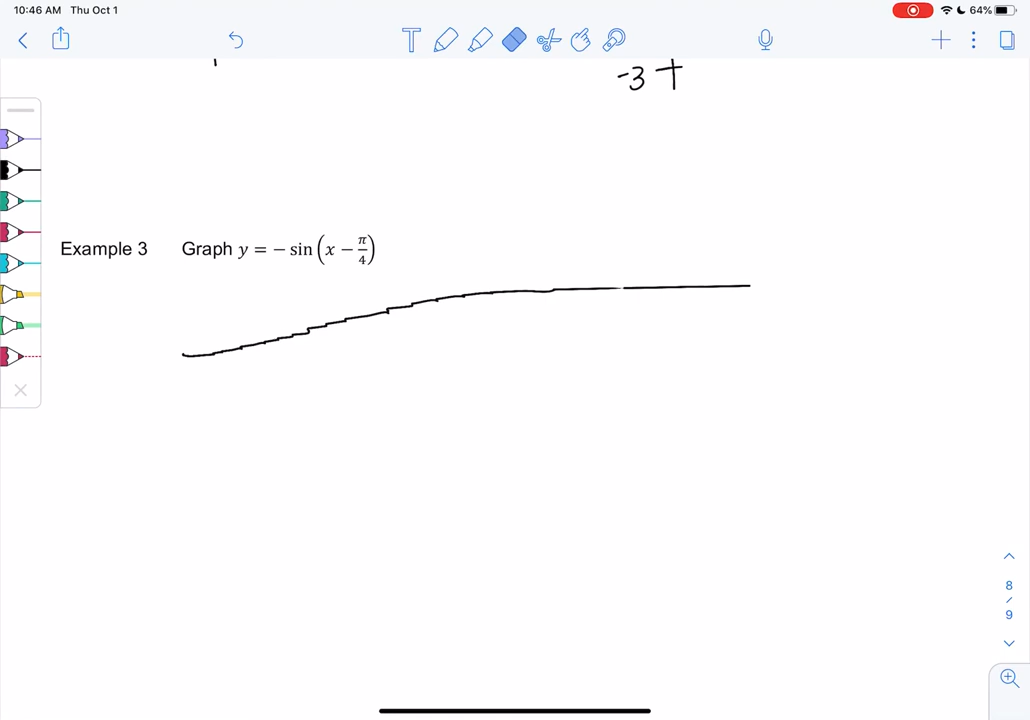 10:46 AM Thu Oct 1
64%
T
-3
Example 3 Graph y = − sin(x − π/4)
8
/
9